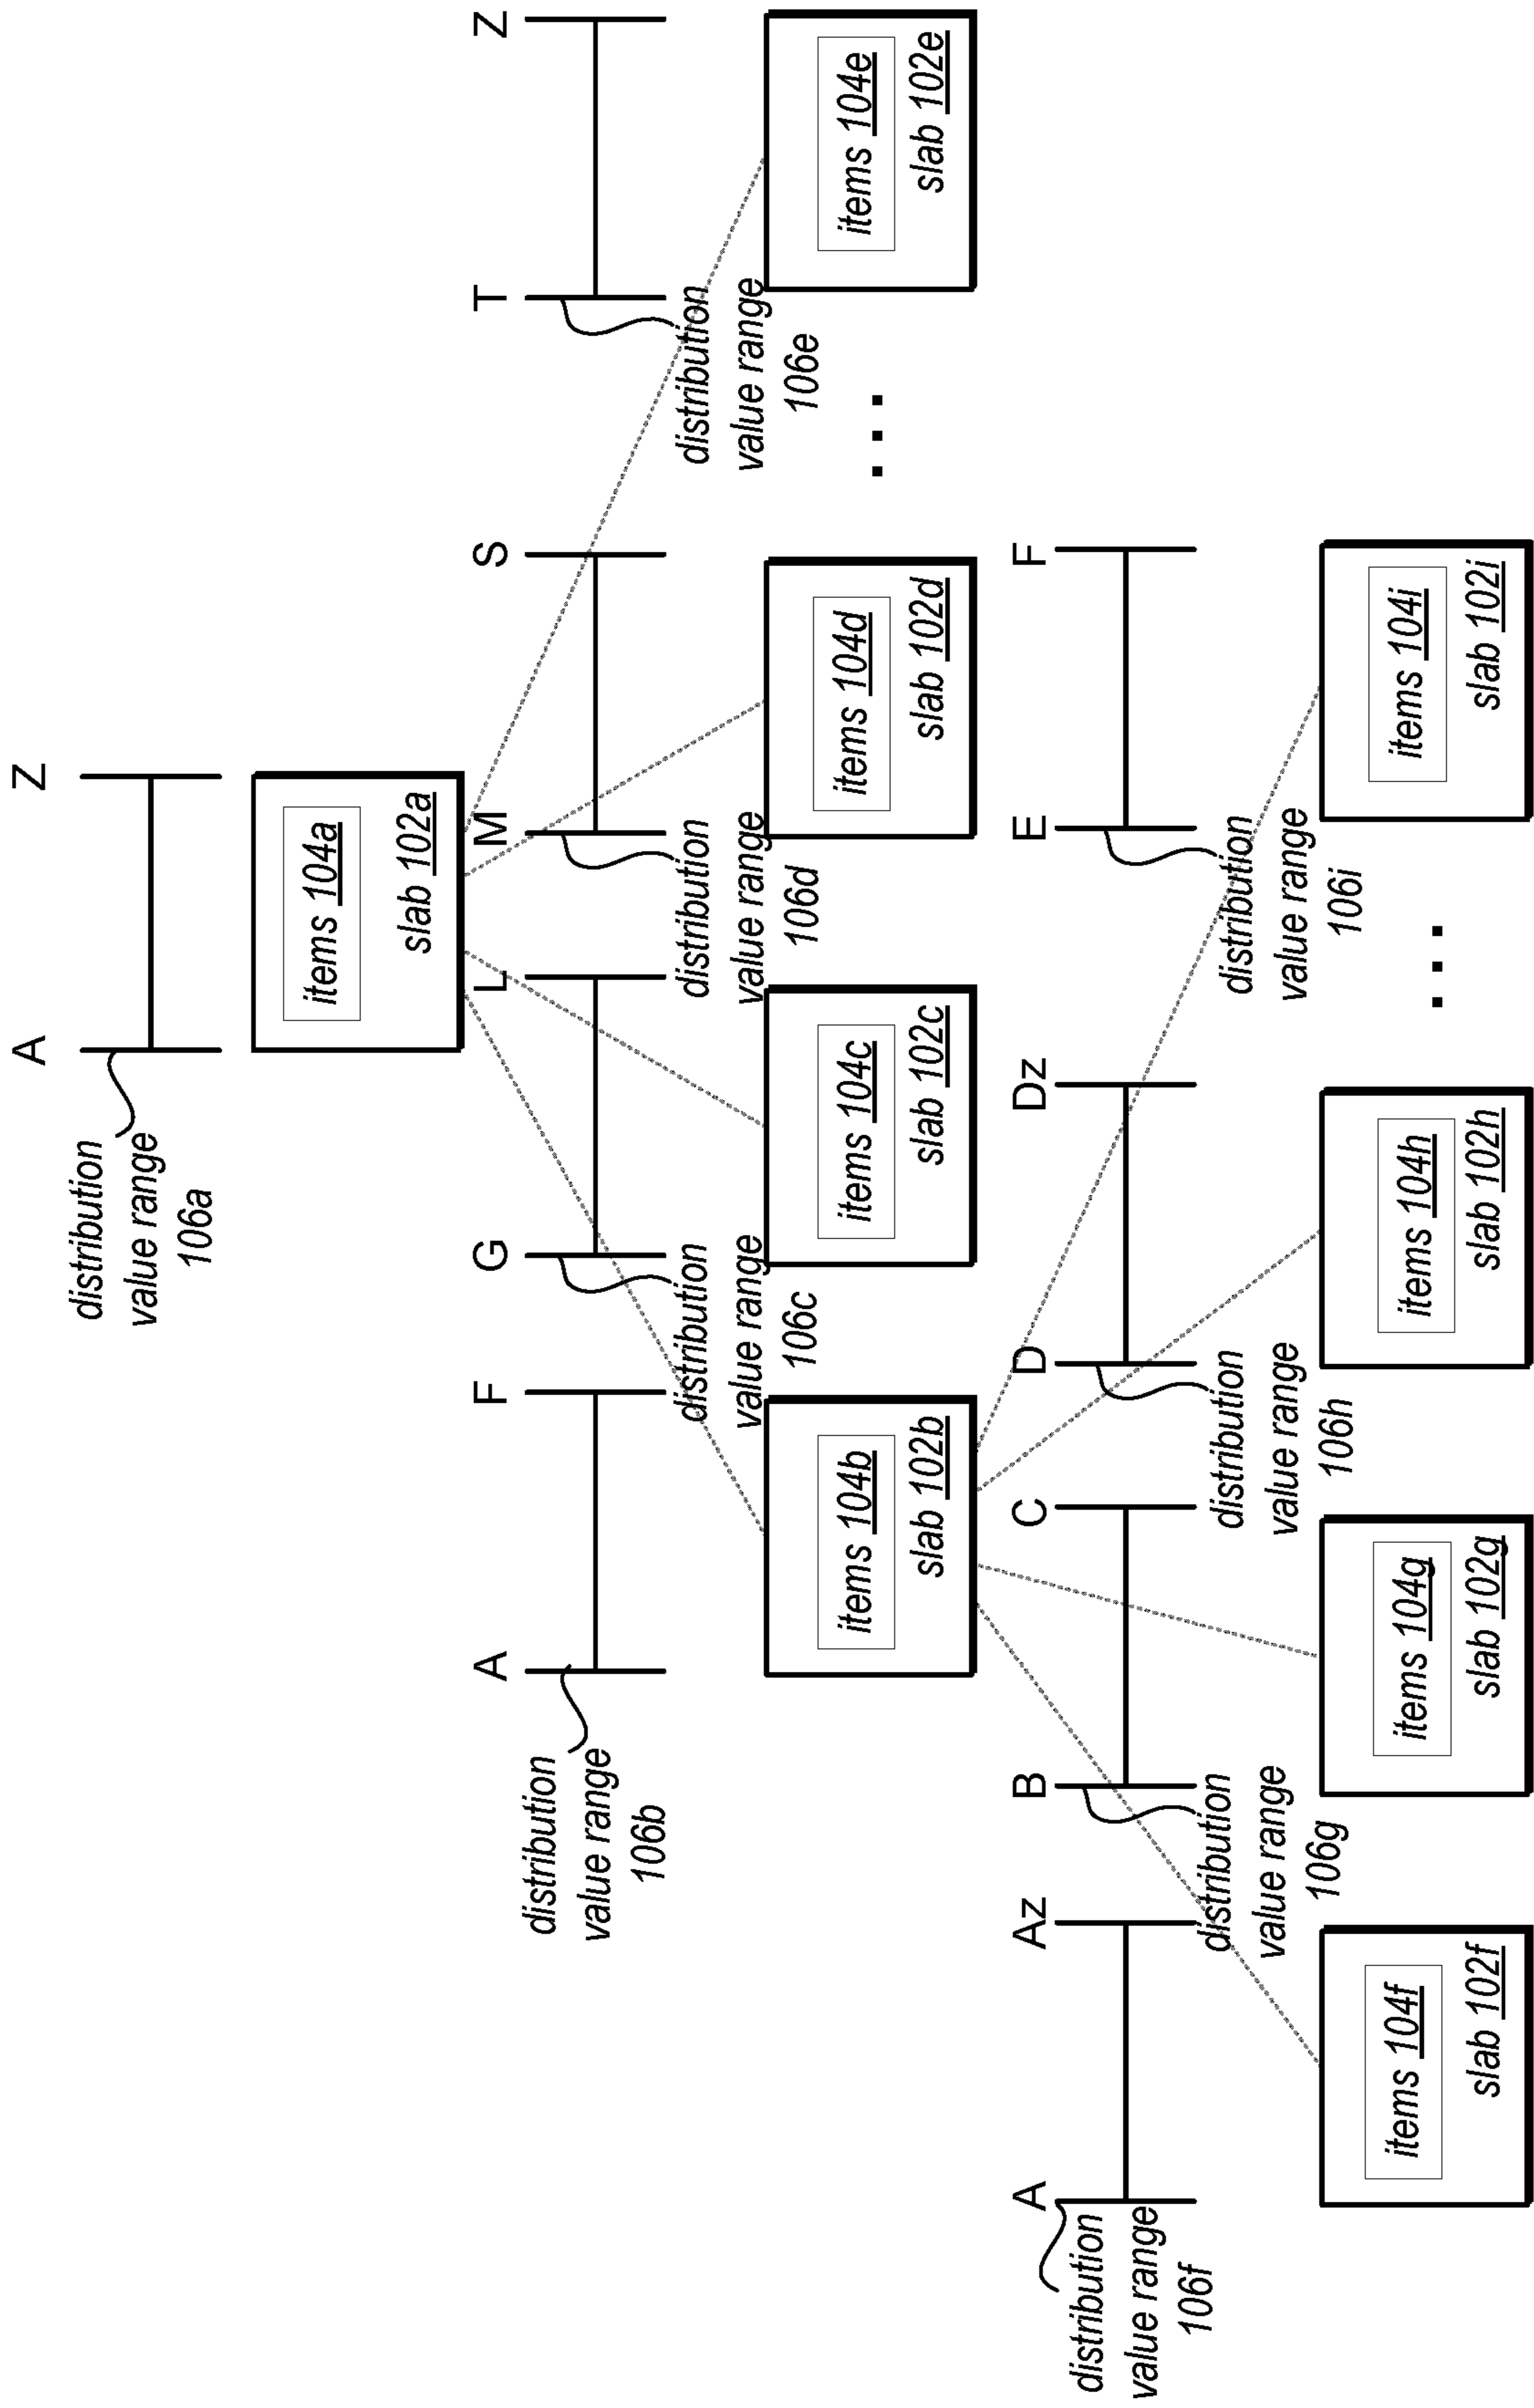 A
Z
distribution
value range
106a
items 104a
slab 102a
A
F
G
L
M
S
T
Z
distribution
value range
106b
distribution
value range
106c
distribution
value range
106d
distribution
value range
106e
items 104b
slab 102b
items 104c
slab 102c
items 104d
slab 102d
. . .
items 104e
slab 102e
A
Az
B
C
D
Dz
E
F
distribution
value range
106f
distribution
value range
106g
distribution
value range
106h
distribution
value range
106i
items 104f
slab 102f
items 104g
slab 102g
items 104h
slab 102h
. . .
items 104i
slab 102i